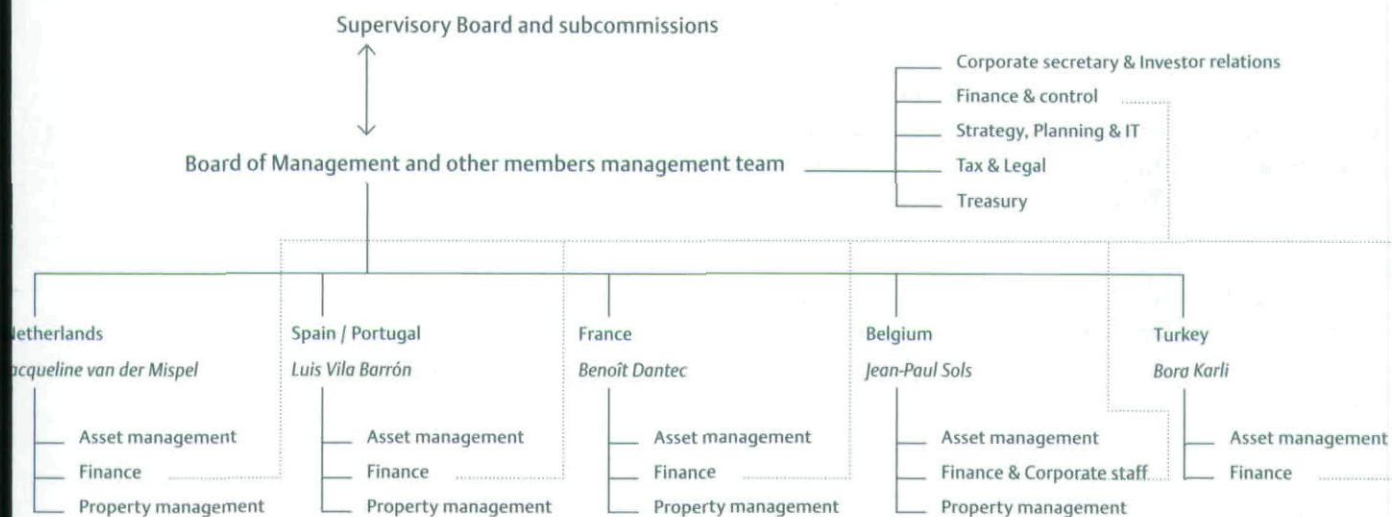 Supervisory Board and subcommissions
Corporate secretary & Investor relations
Finance & control
Strategy, Planning & IT
Board of Management and other members management team
Tax & Legal
Treasury
etherlands
Spain / Portugal
France
Belgium
Turkey
acqueline van der Mispel
Luis Vila Barrón
Benoît Dantec
Jean-Paul Sols
Bora Karli
Asset management
Asset management
Asset management
Asset management
Asset management
Finance
Finance
Finance
Finance & Corporate staff
Finance
Property management
Property management
Property management
Property management